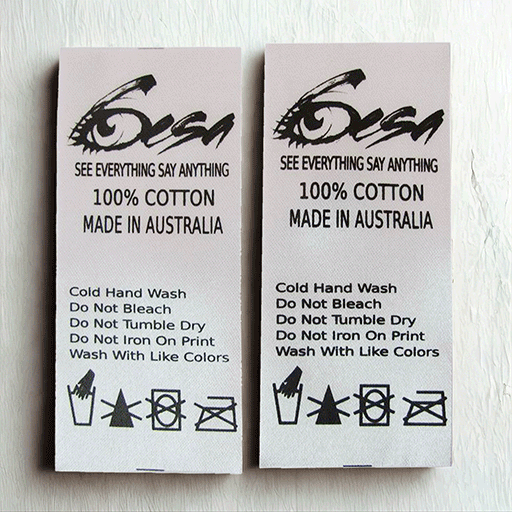 Sesa
SEE EVERYTHING SAY ANYTHING
100% COTTON
MADE IN AUSTRALIA
Cold Hand Wash
Do Not Bleach
Do Not Tumble Dry
Do Not Iron On Print
Wash With Like Colors
Sesa
SEE EVERYTHING SAY ANYTHING
100% COTTON
MADE IN AUSTRALIA
Cold Hand Wash
Do Not Bleach
Do Not Tumble Dry
Do Not Iron On Print
Wash With Like Colors